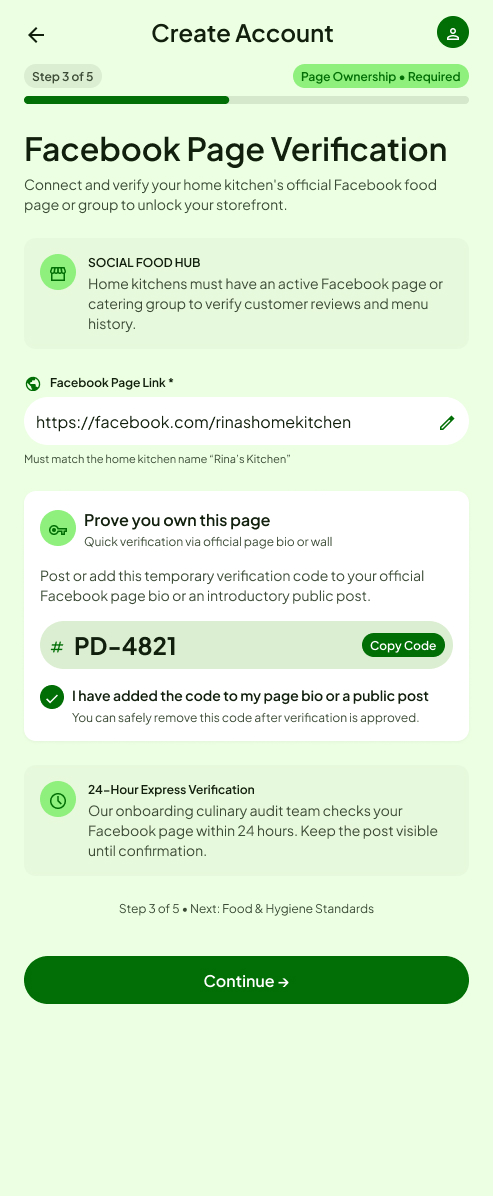 Create Account
Step 3 of 5
Page Ownership • Required
Facebook Page Verification
Connect and verify your home kitchen's official Facebook food
page or group to unlock your storefront.
SOCIAL FOOD HUB
Home kitchens must have an active Facebook page or
catering group to verify customer reviews and menu
history.
Facebook Page Link *
https://facebook.com/rinashomekitchen
Must match the home kitchen name “Rina’s Kitchen”
Prove you own this page
Quick verification via official page bio or wall
Post or add this temporary verification code to your official
Facebook page bio or an introductory public post.
# PD-4821
Copy Code
I have added the code to my page bio or a public post
You can safely remove this code after verification is approved.
24-Hour Express Verification
Our onboarding culinary audit team checks your
Facebook page within 24 hours. Keep the post visible
until confirmation.
Step 3 of 5 • Next: Food & Hygiene Standards
Continue →